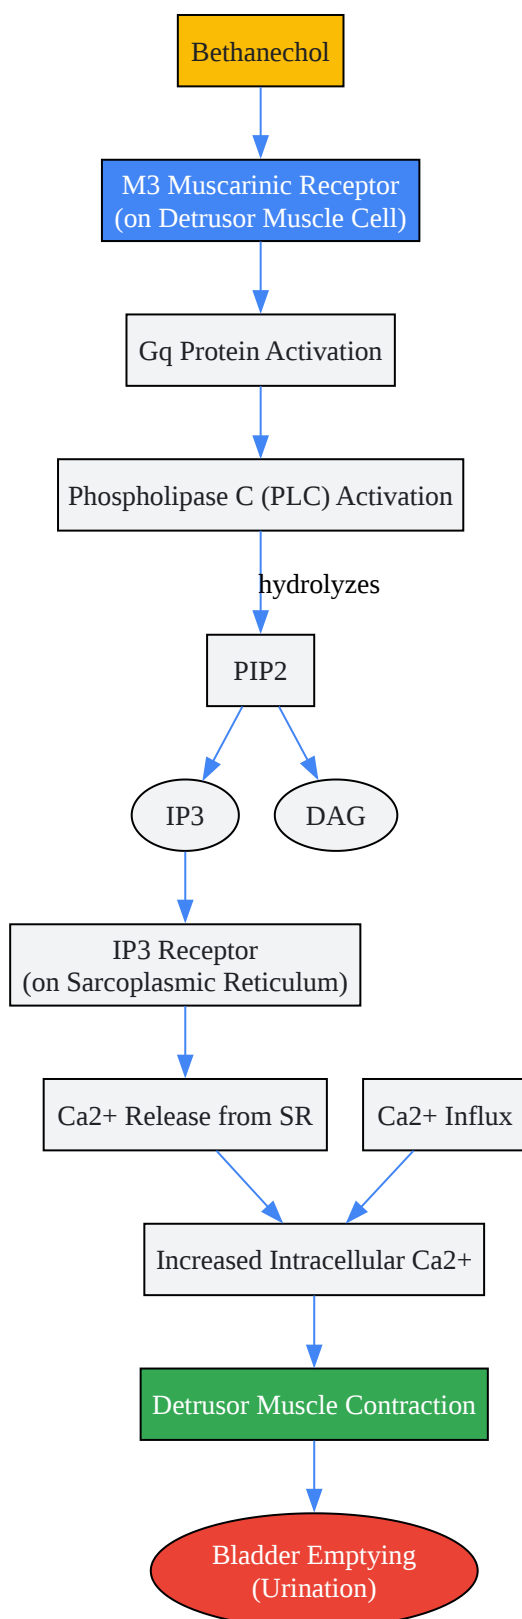 Bethanechol
M3 Muscarinic Receptor
(on Detrusor Muscle Cell)
Gq Protein Activation
Phospholipase C (PLC) Activation
hydrolyzes
PIP2
IP3
DAG
IP3 Receptor
(on Sarcoplasmic Reticulum)
Ca2+ Release from SR
Ca2+ Influx
Increased Intracellular Ca2+
Detrusor Muscle Contraction
Bladder Emptying
(Urination)